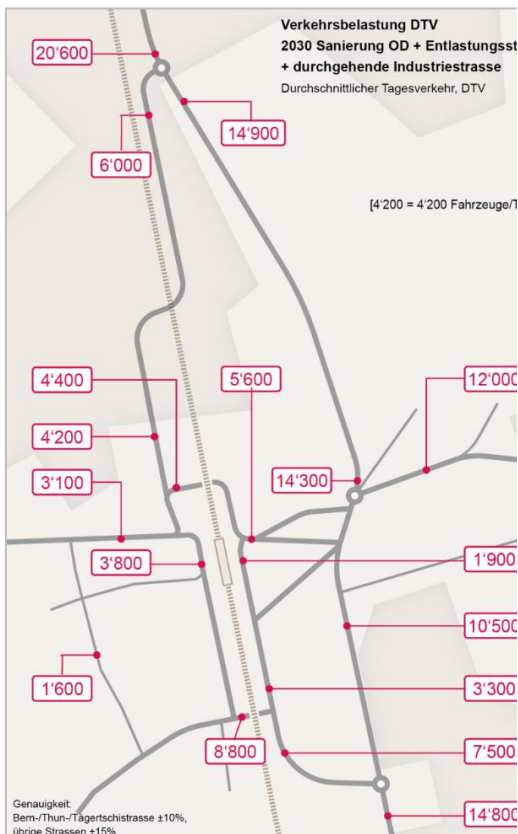 Verkehrsbelastung DTV
2030 Sanierung OD + Entlastungsst
+ durchgehende Industriestrasse
Durchschnittlicher Tagesverkehr, DTV
20‘600
14‘900
6‘000
[4‘200 = 4‘200 Fahrzeuge/T
4‘400
5‘600
12‘000
4‘200
3‘100
14‘300
3‘800
1‘900
10‘500
1‘600
3‘300
8‘800
7‘500
14‘800
Genauigkeit:
Bern-/Thun-/Tägertschistrasse ±10%,
übrige Strassen ±15%